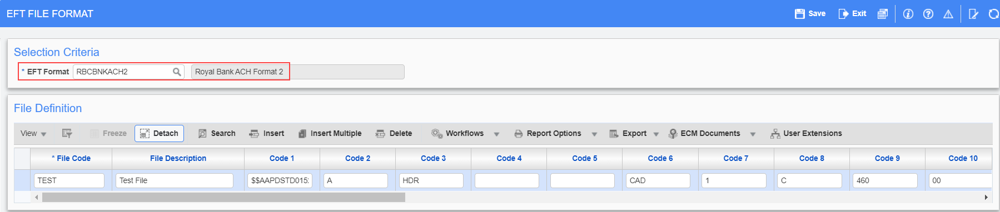 EFT FILE FORMAT Save Exit
Selection Criteria
* EFT Format RBCBNKACH2 Royal Bank ACH Format 2
File Definition
View Freeze Detach Search Insert Insert Multiple Delete Workflows Report Options Export ECM Documents User Extensions
* File Code File Description Code 1 Code 2 Code 3 Code 4 Code 5 Code 6 Code 7 Code 8 Code 9 Code 10
TEST Test File $$AAPDSTD015 A HDR CAD 1 C 460 00